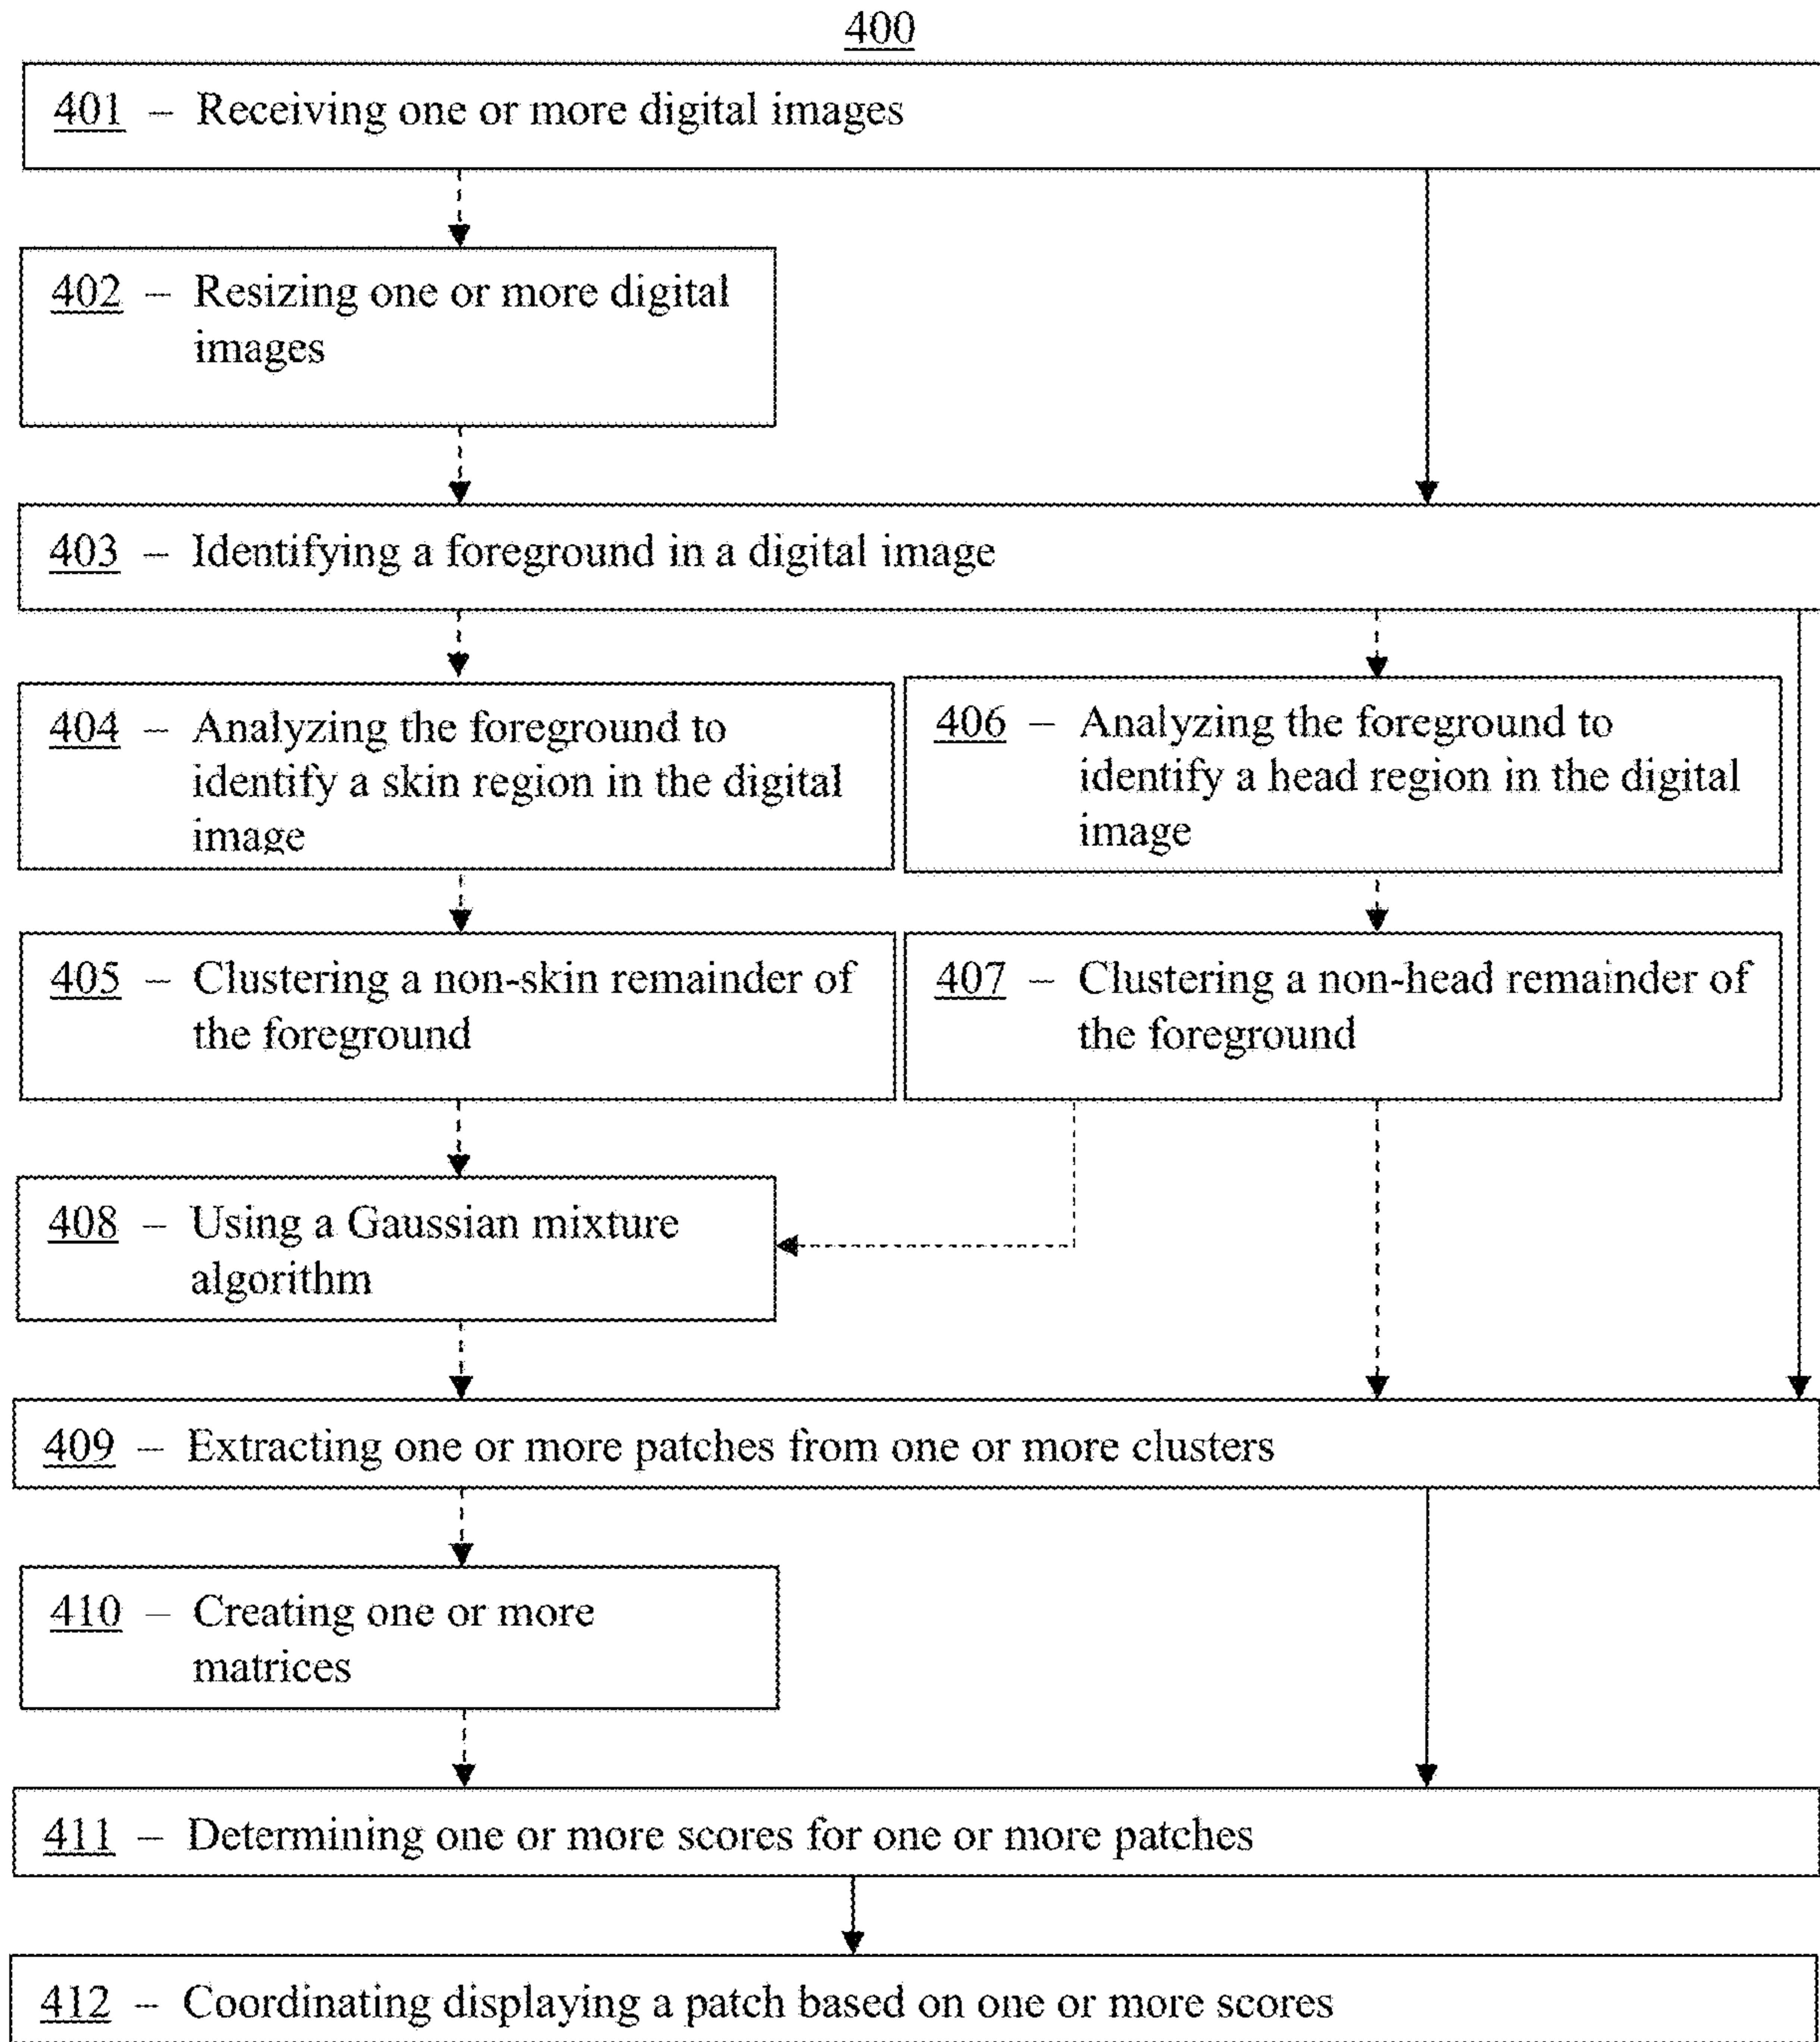 400
401 – Receiving one or more digital images
402 – Resizing one or more digital
images
403 – Identifying a foreground in a digital image
404 – Analyzing the foreground to
identify a skin region in the digital
image
406 – Analyzing the foreground to
identify a head region in the digital
image
405 – Clustering a non-skin remainder of
the foreground
407 – Clustering a non-head remainder of
the foreground
408 – Using a Gaussian mixture
algorithm
409 – Extracting one or more patches from one or more clusters
410 – Creating one or more
matrices
411 – Determining one or more scores for one or more patches
412 – Coordinating displaying a patch based on one or more scores